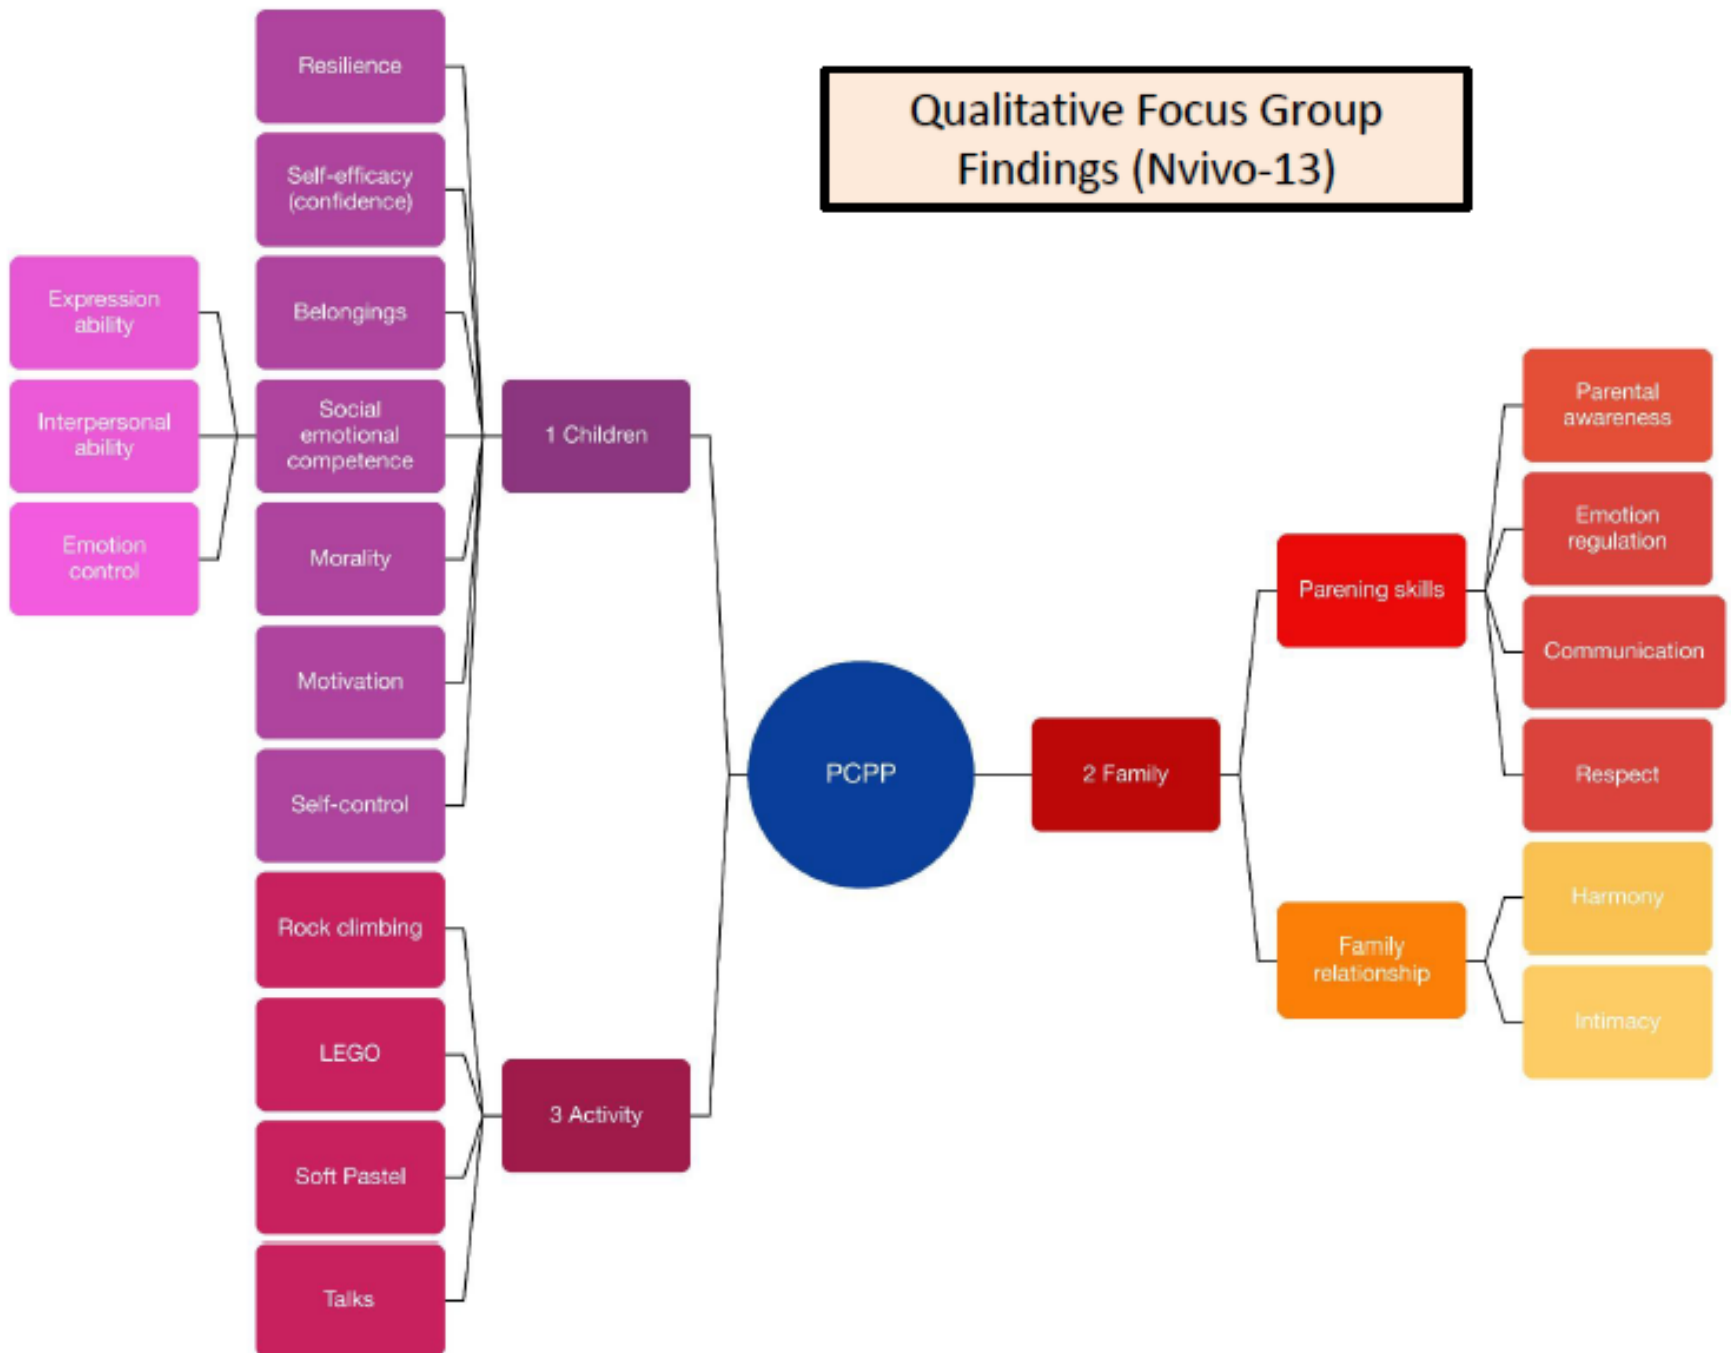 Qualitative Focus Group
Findings (Nvivo-13)
Resilience
Self-efficacy
(confidence)
Belongings
Social
emotional
competence
Morality
Motivation
Self-control
Expression
ability
Interpersonal
ability
Emotion
control
1 Children
Rock climbing
LEGO
Soft Pastel
Talks
3 Activity
PCPP
2 Family
Parening skills
Parental
awareness
Emotion
regulation
Communication
Respect
Family
relationship
Harmony
Intimacy